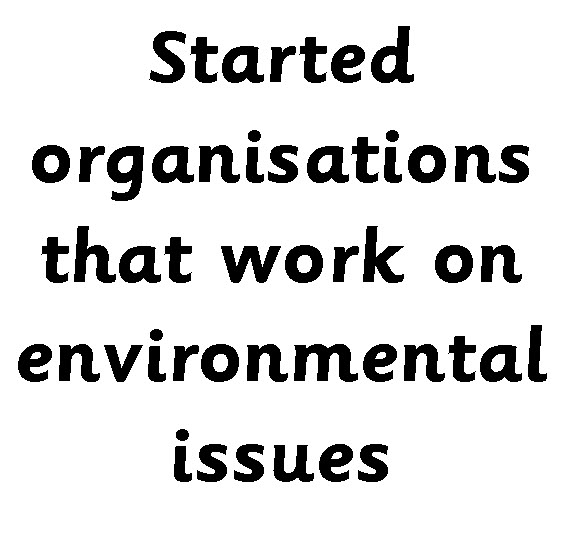 Started
organisations
that work on
environmental
issues